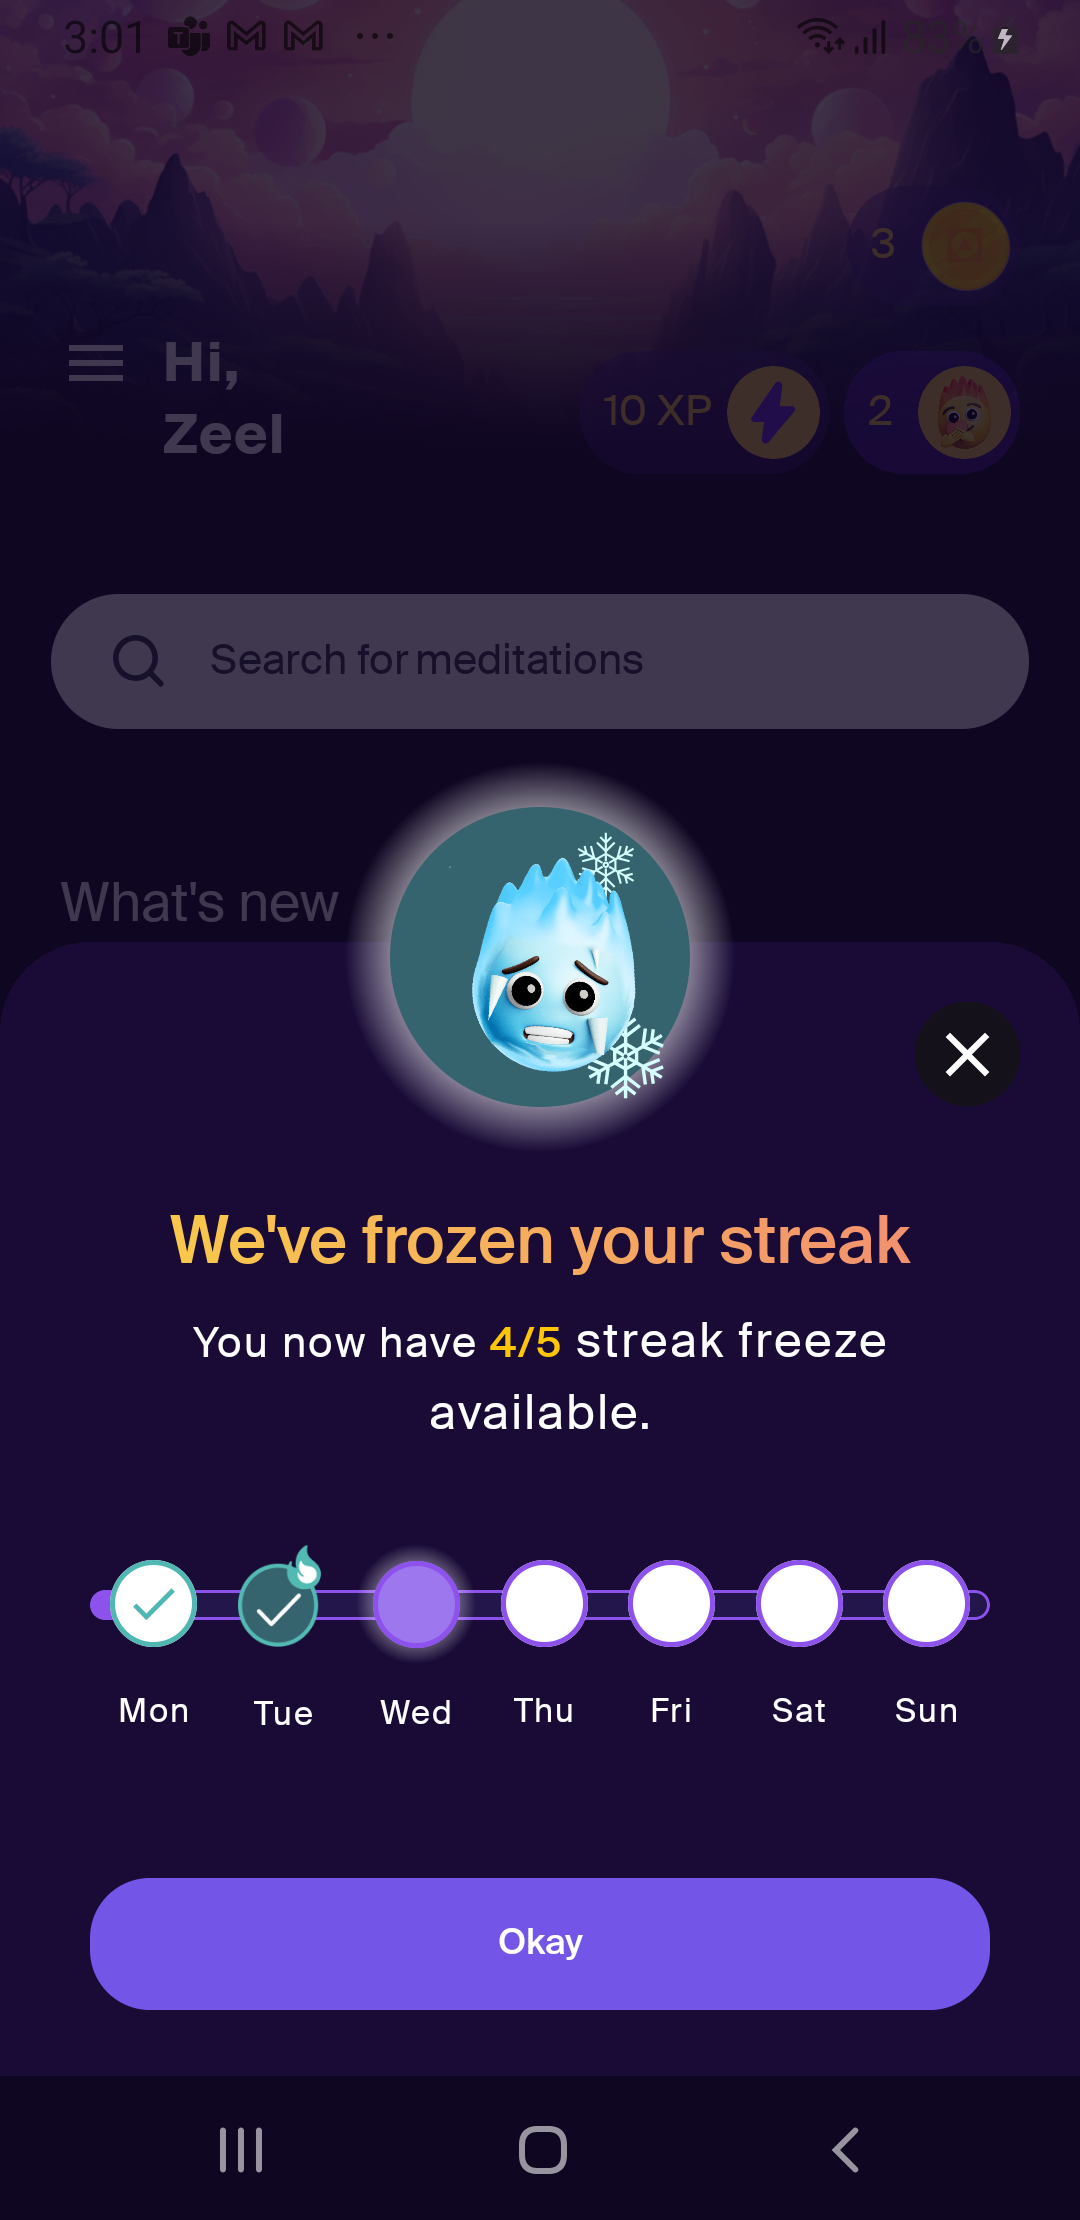 3:01
3
Hi,
Zeel
10 XP
2
Search for meditations
What's new
We've frozen your streak
You now have 4/5 streak freeze
available.
Mon Tue Wed Thu Fri Sat Sun
Okay